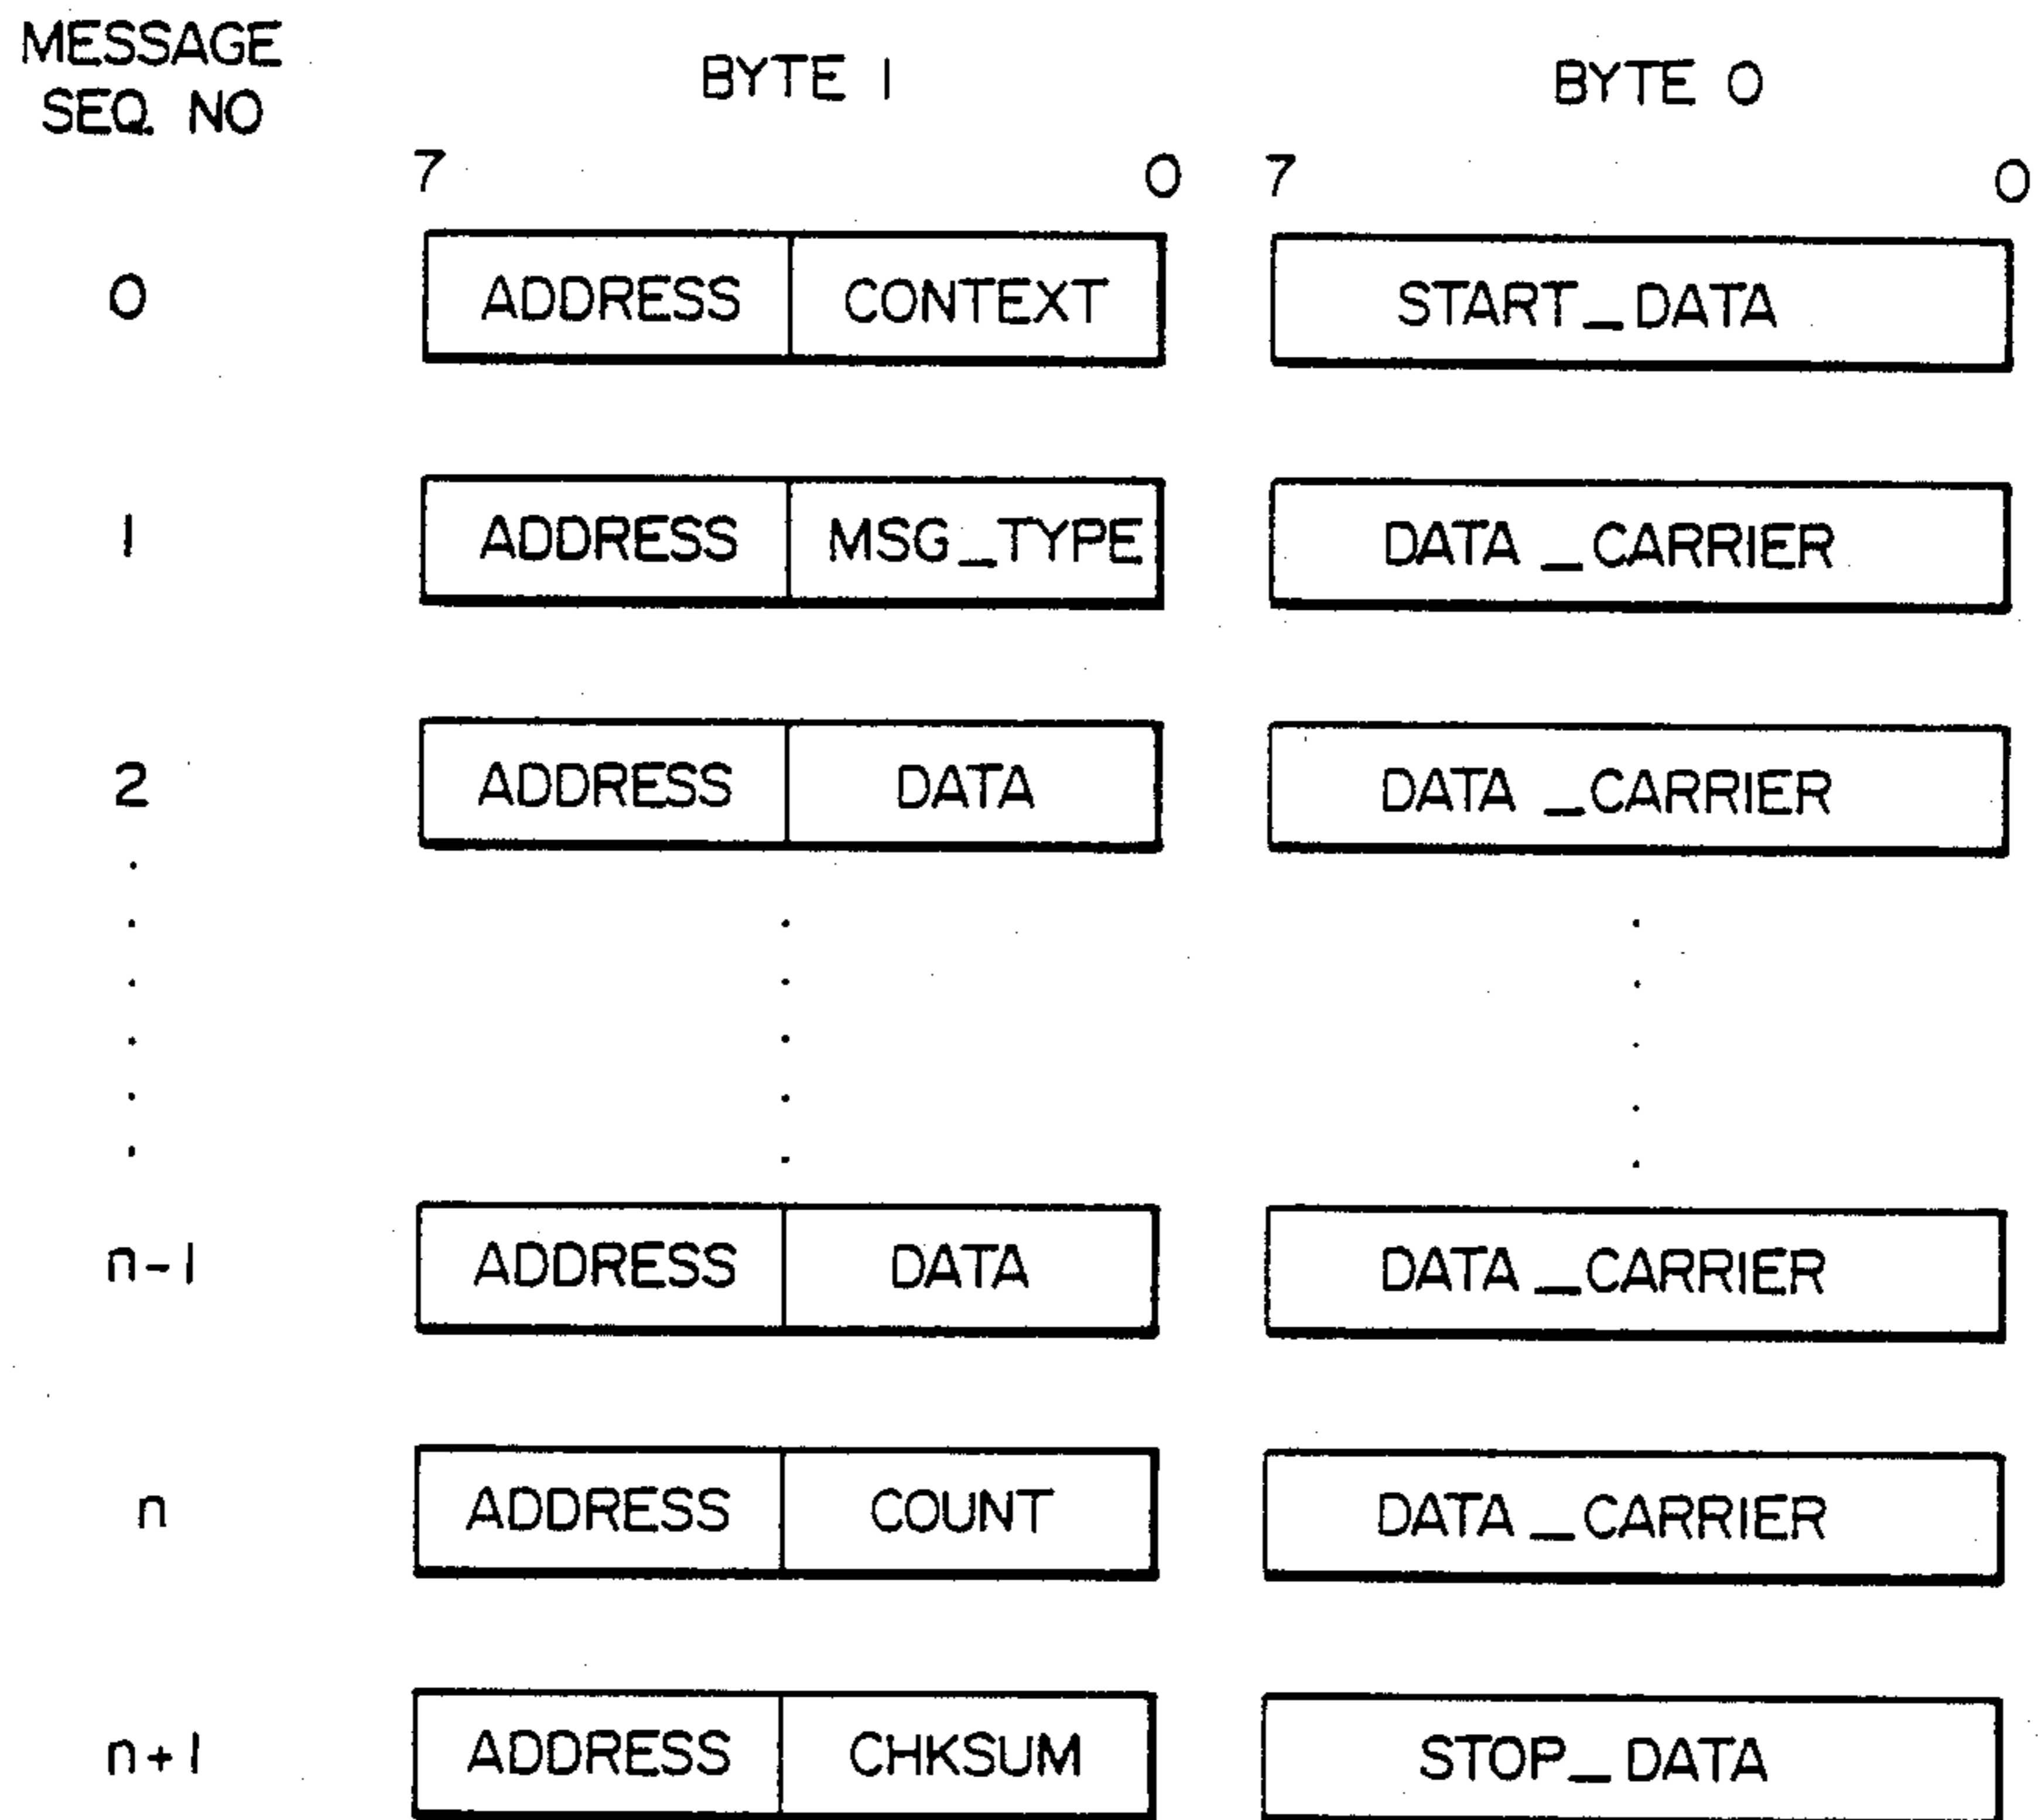 MESSAGE
SEQ. NO
BYTE 1
BYTE 0
7 0 7 0
0 ADDRESS CONTEXT START_DATA
1 ADDRESS MSG_TYPE DATA_CARRIER
2 ADDRESS DATA DATA_CARRIER
n-1 ADDRESS DATA DATA_CARRIER
n ADDRESS COUNT DATA_CARRIER
n+1 ADDRESS CHKSUM STOP_DATA